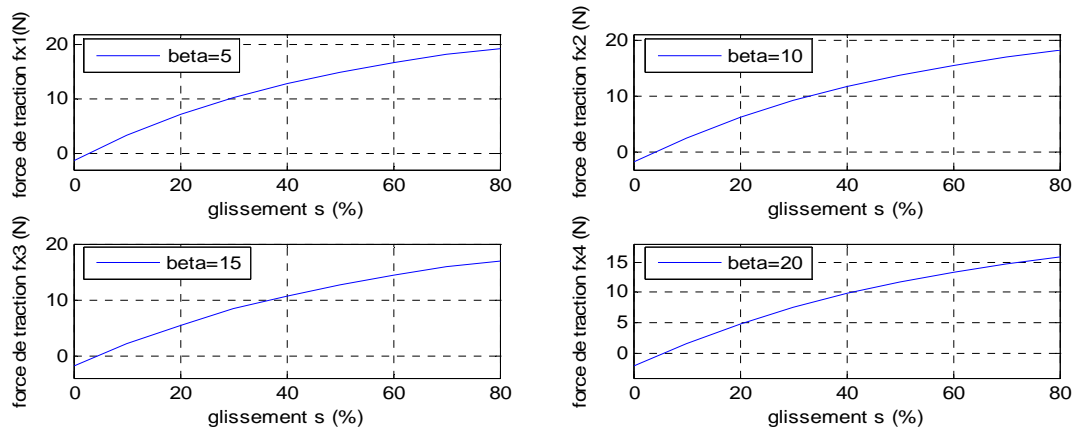 force de traction fx1(N)
20
10
0
beta=5
0 20 40 60 80
glissement s (%)
force de traction fx2 (N)
20
10
0
beta=10
0 20 40 60 80
glissement s (%)
force de traction fx3 (N)
20
10
0
beta=15
0 20 40 60 80
glissement s (%)
force de traction fx4 (N)
15
10
5
0
beta=20
0 20 40 60 80
glissement s (%)